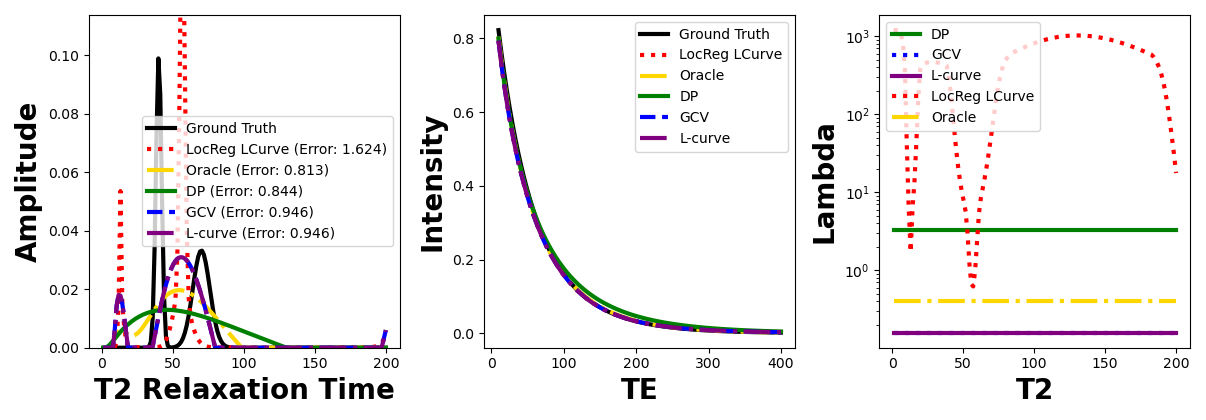 Amplitude
0.10
0.08
0.06
0.04
0.02
0.00
Ground Truth
LocReg LCurve (Error: 1.624)
Oracle (Error: 0.813)
DP (Error: 0.844)
GCV (Error: 0.946)
L-curve (Error: 0.946)
0 50 100 150 200
T2 Relaxation Time
Intensity
0.8
0.6
0.4
0.2
0.0
Ground Truth
LocReg LCurve
Oracle
DP
GCV
L-curve
0 100 200 300 400
TE
Lambda
10³
10²
10¹
10⁰
DP
GCV
L-curve
LocReg LCurve
Oracle
0 50 100 150 200
T2